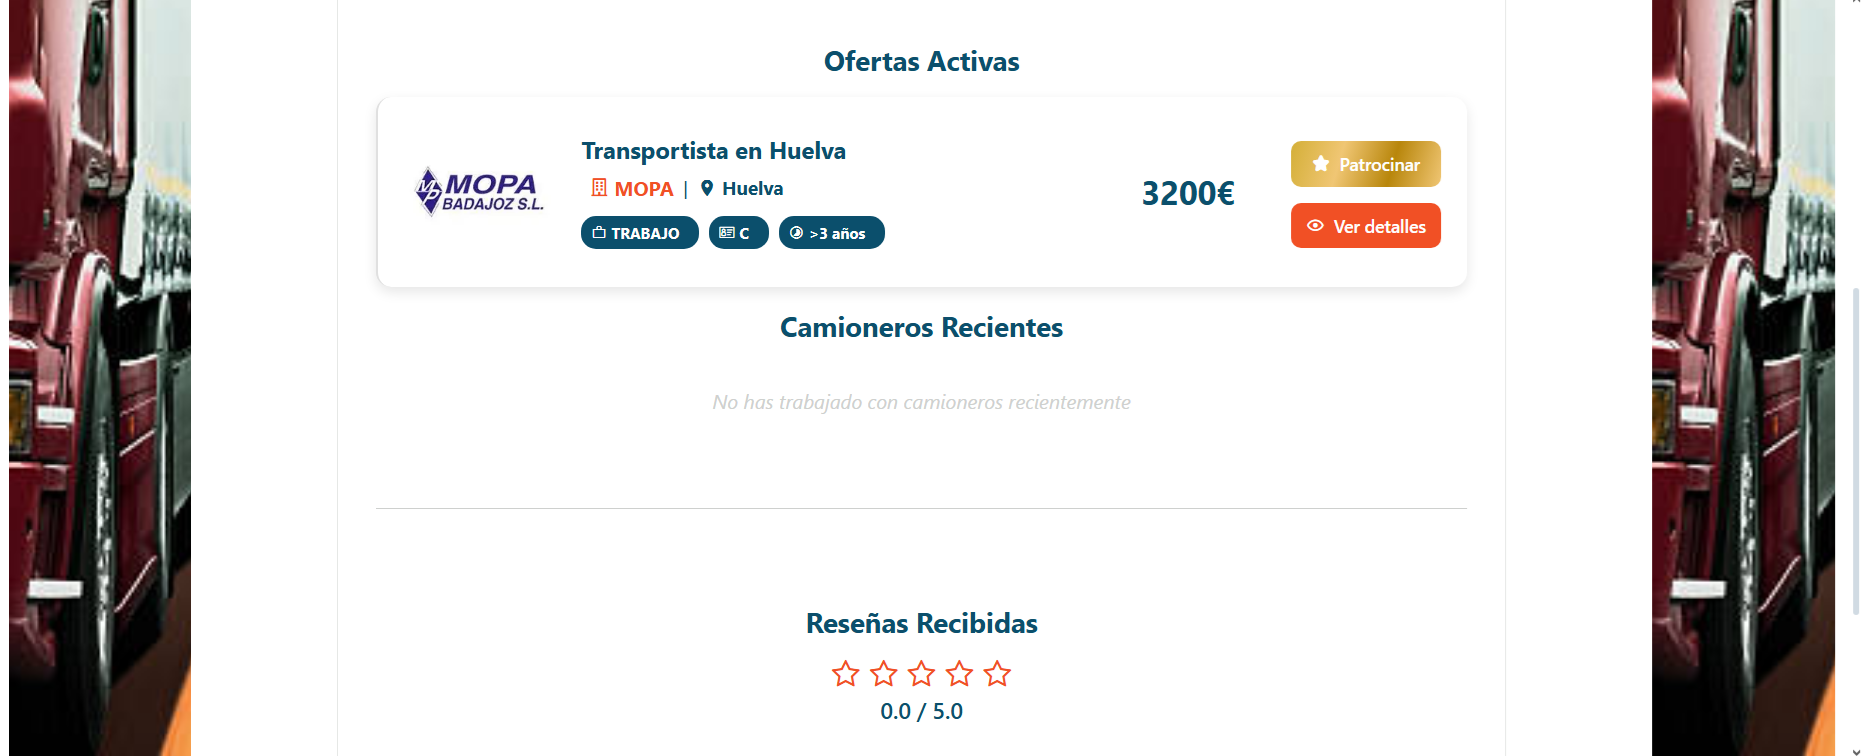 Ofertas Activas
MOPA
BADAJOZ S.L.
Transportista en Huelva
MOPA | Huelva
TRABAJO C >3 años
3200€
Patrocinar
Ver detalles
Camioneros Recientes
No has trabajado con camioneros recientemente
Reseñas Recibidas
0.0 / 5.0